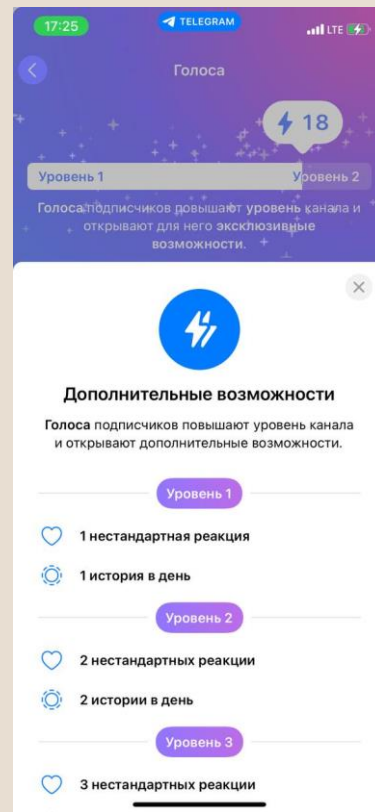 17:25
TELEGRAM
LTE
Голоса
18
Уровень 1
Уровень 2
Голоса подписчиков повышают уровень канала и
открывают для него эксклюзивные
возможности.
Дополнительные возможности
Голоса подписчиков повышают уровень канала
и открывают дополнительные возможности.
Уровень 1
1 нестандартная реакция
1 история в день
Уровень 2
2 нестандартных реакции
2 истории в день
Уровень 3
3 нестандартных реакции